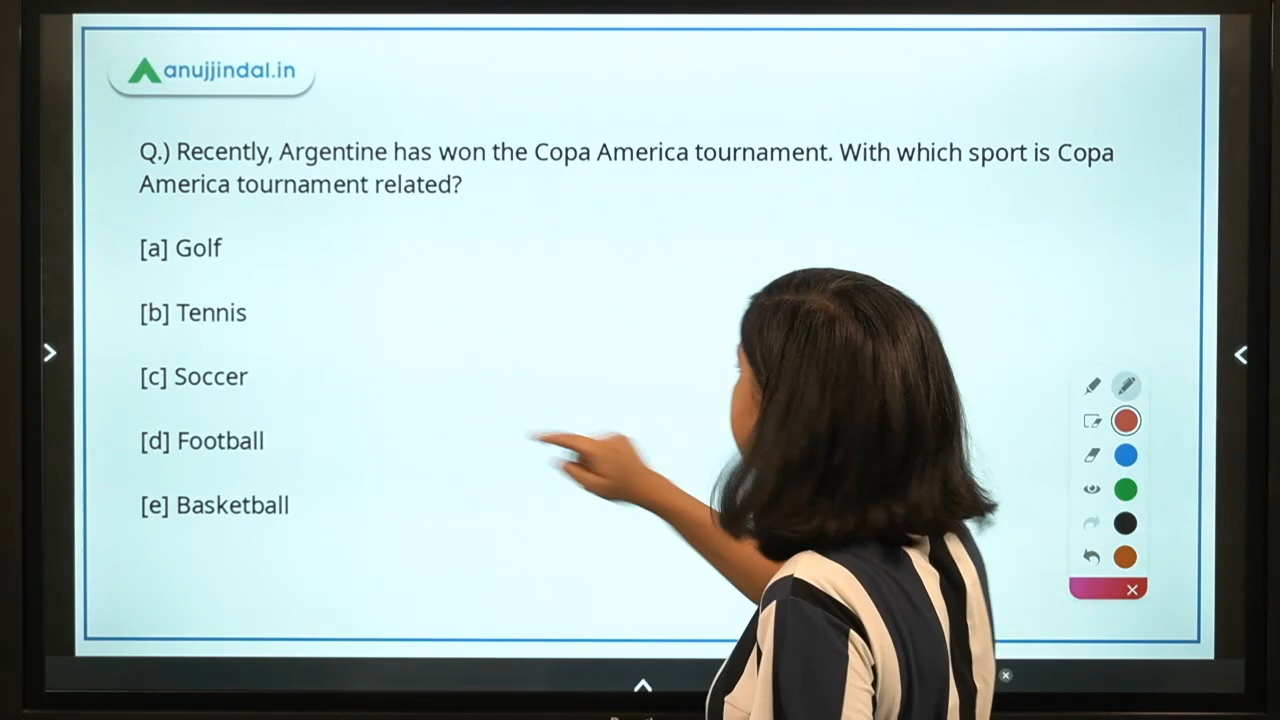 anujjindal.in
Q.) Recently, Argentine has won the Copa America tournament. With which sport is Copa
America tournament related?
[a] Golf
[b] Tennis
[c] Soccer
[d] Football
[e] Basketball